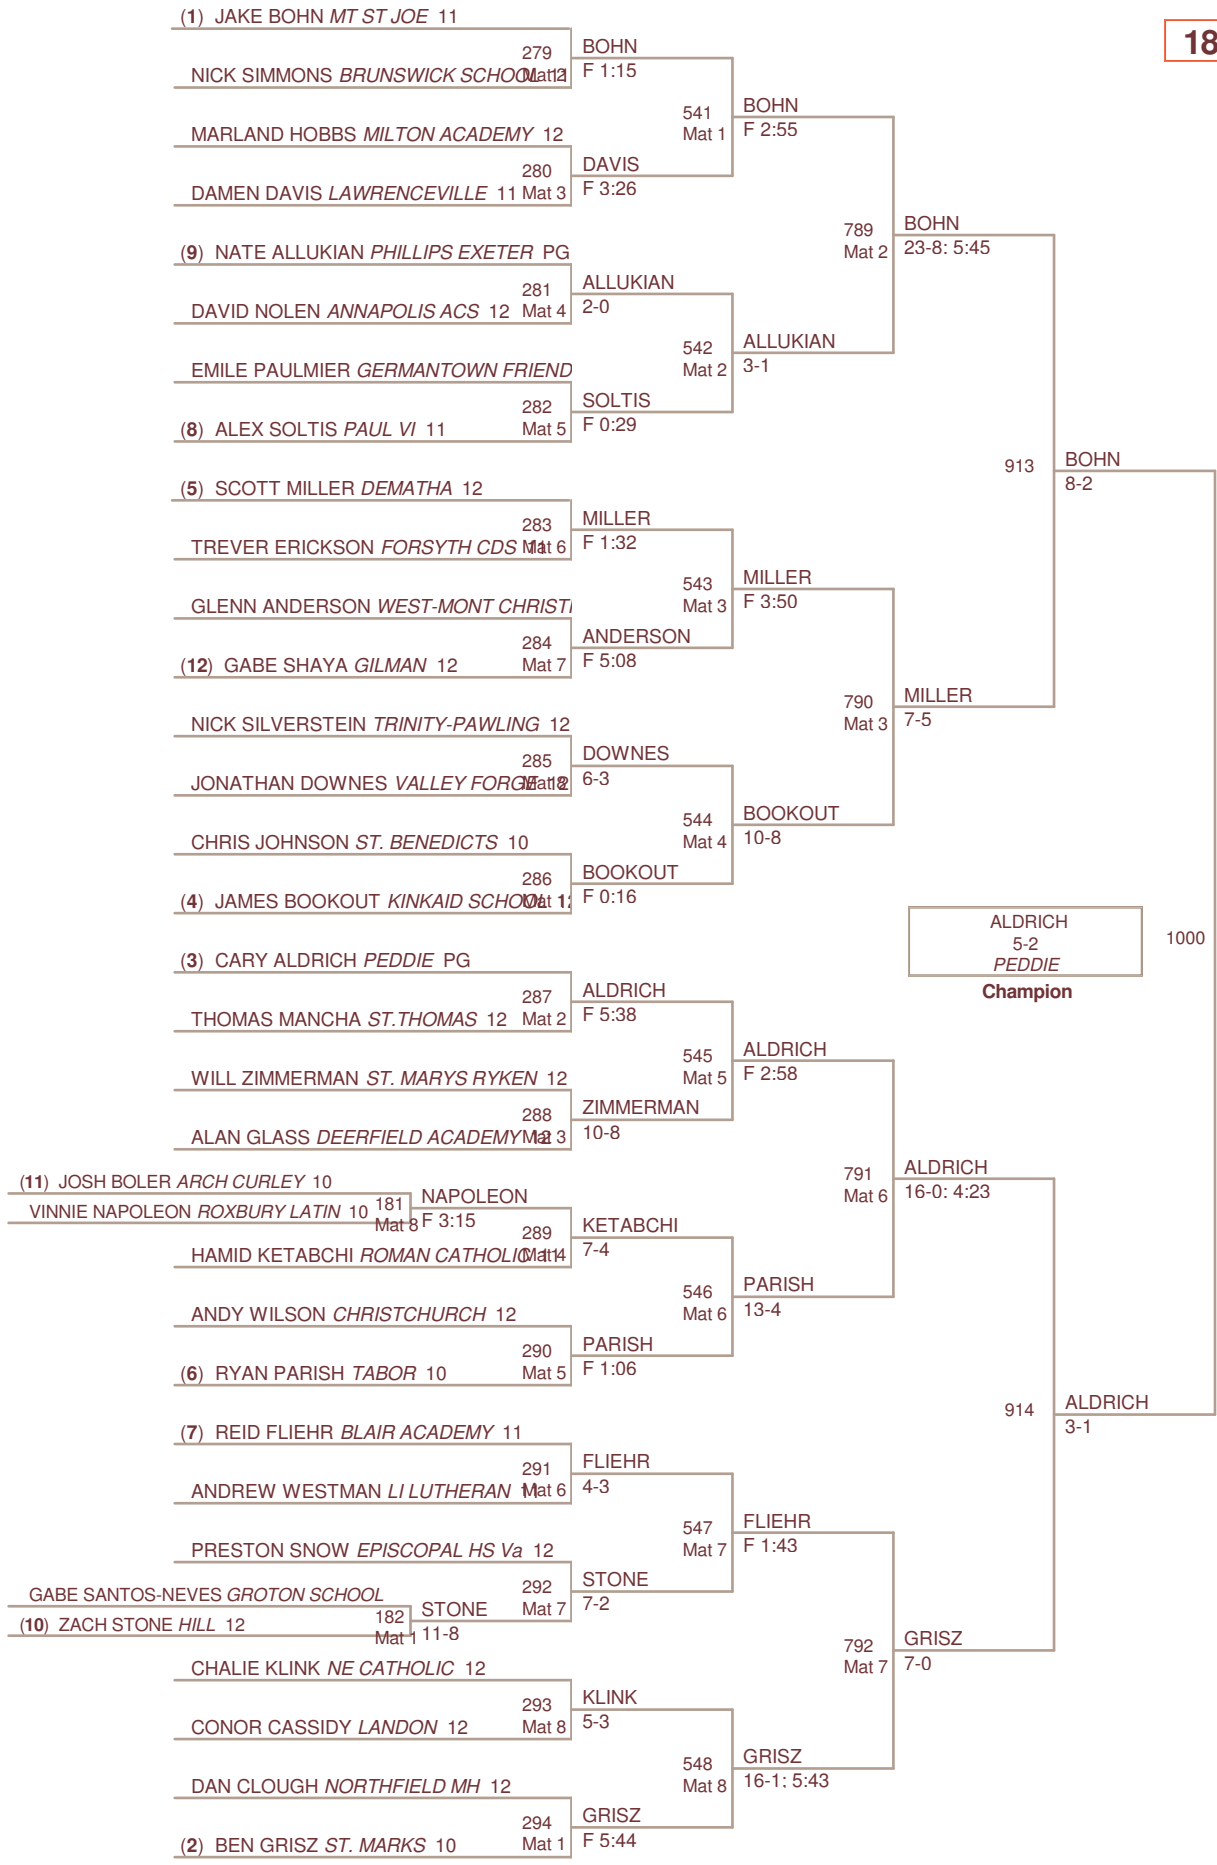 (1) JAKE BOHN MT ST JOE 11
18
279
BOHN
NICK SIMMONS BRUNSWICK SCHOOL 11
Mat 2
F 1:15
541
BOHN
Mat 1
F 2:55
MARLAND HOBBS MILTON ACADEMY 12
280
DAVIS
DAMEN DAVIS LAWRENCEVILLE 11 Mat 3
F 3:26
789
BOHN
Mat 2
23-8: 5:45
(9) NATE ALLUKIAN PHILLIPS EXETER PG
281
ALLUKIAN
DAVID NOLEN ANNAPOLIS ACS 12 Mat 4
2-0
542
ALLUKIAN
Mat 2
3-1
EMILE PAULMIER GERMANTOWN FRIEND
282
SOLTIS
(8) ALEX SOLTIS PAUL VI 11
Mat 5
F 0:29
913
BOHN
8-2
(5) SCOTT MILLER DEMATHA 12
283
MILLER
TREVER ERICKSON FORSYTH CDS 11
Mat 6
F 1:32
543
MILLER
Mat 3
F 3:50
GLENN ANDERSON WEST-MONT CHRISTI
284
ANDERSON
(12) GABE SHAYA GILMAN 12
Mat 7
F 5:08
790
MILLER
Mat 3
7-5
NICK SILVERSTEIN TRINITY-PAWLING 12
285
DOWNES
JONATHAN DOWNES VALLEY FORGE 12
Mat 8
6-3
544
BOOKOUT
Mat 4
10-8
CHRIS JOHNSON ST. BENEDICTS 10
286
BOOKOUT
(4) JAMES BOOKOUT KINKAID SCHOOL 12
Mat 1
F 0:16
ALDRICH
5-2
PEDDIE
Champion
1000
(3) CARY ALDRICH PEDDIE PG
287
ALDRICH
THOMAS MANCHA ST.THOMAS 12 Mat 2
F 5:38
545
ALDRICH
Mat 5
F 2:58
WILL ZIMMERMAN ST. MARYS RYKEN 12
288
ZIMMERMAN
ALAN GLASS DEERFIELD ACADEMY 12
Mat 3
10-8
791
ALDRICH
Mat 6
16-0: 4:23
(11) JOSH BOLER ARCH CURLEY 10
181
NAPOLEON
VINNIE NAPOLEON ROXBURY LATIN 10
Mat 8
F 3:15
289
KETABCHI
HAMID KETABCHI ROMAN CATHOLIC 11
Mat 4
7-4
546
PARISH
Mat 6
13-4
ANDY WILSON CHRISTCHURCH 12
290
PARISH
(6) RYAN PARISH TABOR 10
Mat 5
F 1:06
914
ALDRICH
3-1
(7) REID FLIEHR BLAIR ACADEMY 11
291
FLIEHR
ANDREW WESTMAN LI LUTHERAN 11
Mat 6
4-3
547
FLIEHR
Mat 7
F 1:43
PRESTON SNOW EPISCOPAL HS Va 12
292
STONE
Mat 7
7-2
GABE SANTOS-NEVES GROTON SCHOOL
182
STONE
(10) ZACH STONE HILL 12
Mat 1
11-8
792
GRISZ
Mat 7
7-0
CHALIE KLINK NE CATHOLIC 12
293
KLINK
CONOR CASSIDY LANDON 12
Mat 8
5-3
548
GRISZ
Mat 8
16-1: 5:43
DAN CLOUGH NORTHFIELD MH 12
294
GRISZ
(2) BEN GRISZ ST. MARKS 10
Mat 1
F 5:44